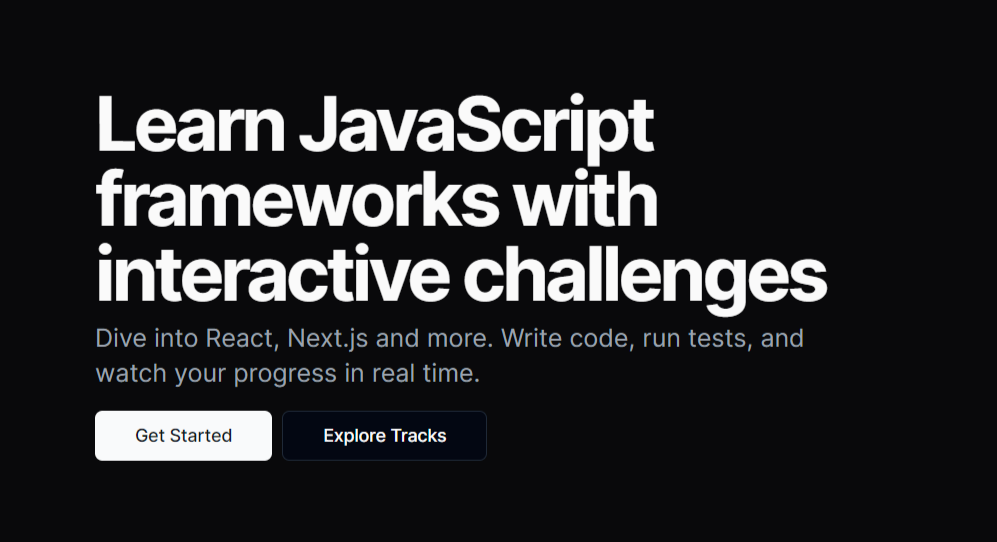 Learn JavaScript
frameworks with
interactive challenges
Dive into React, Next.js and more. Write code, run tests, and
watch your progress in real time.
Get Started
Explore Tracks